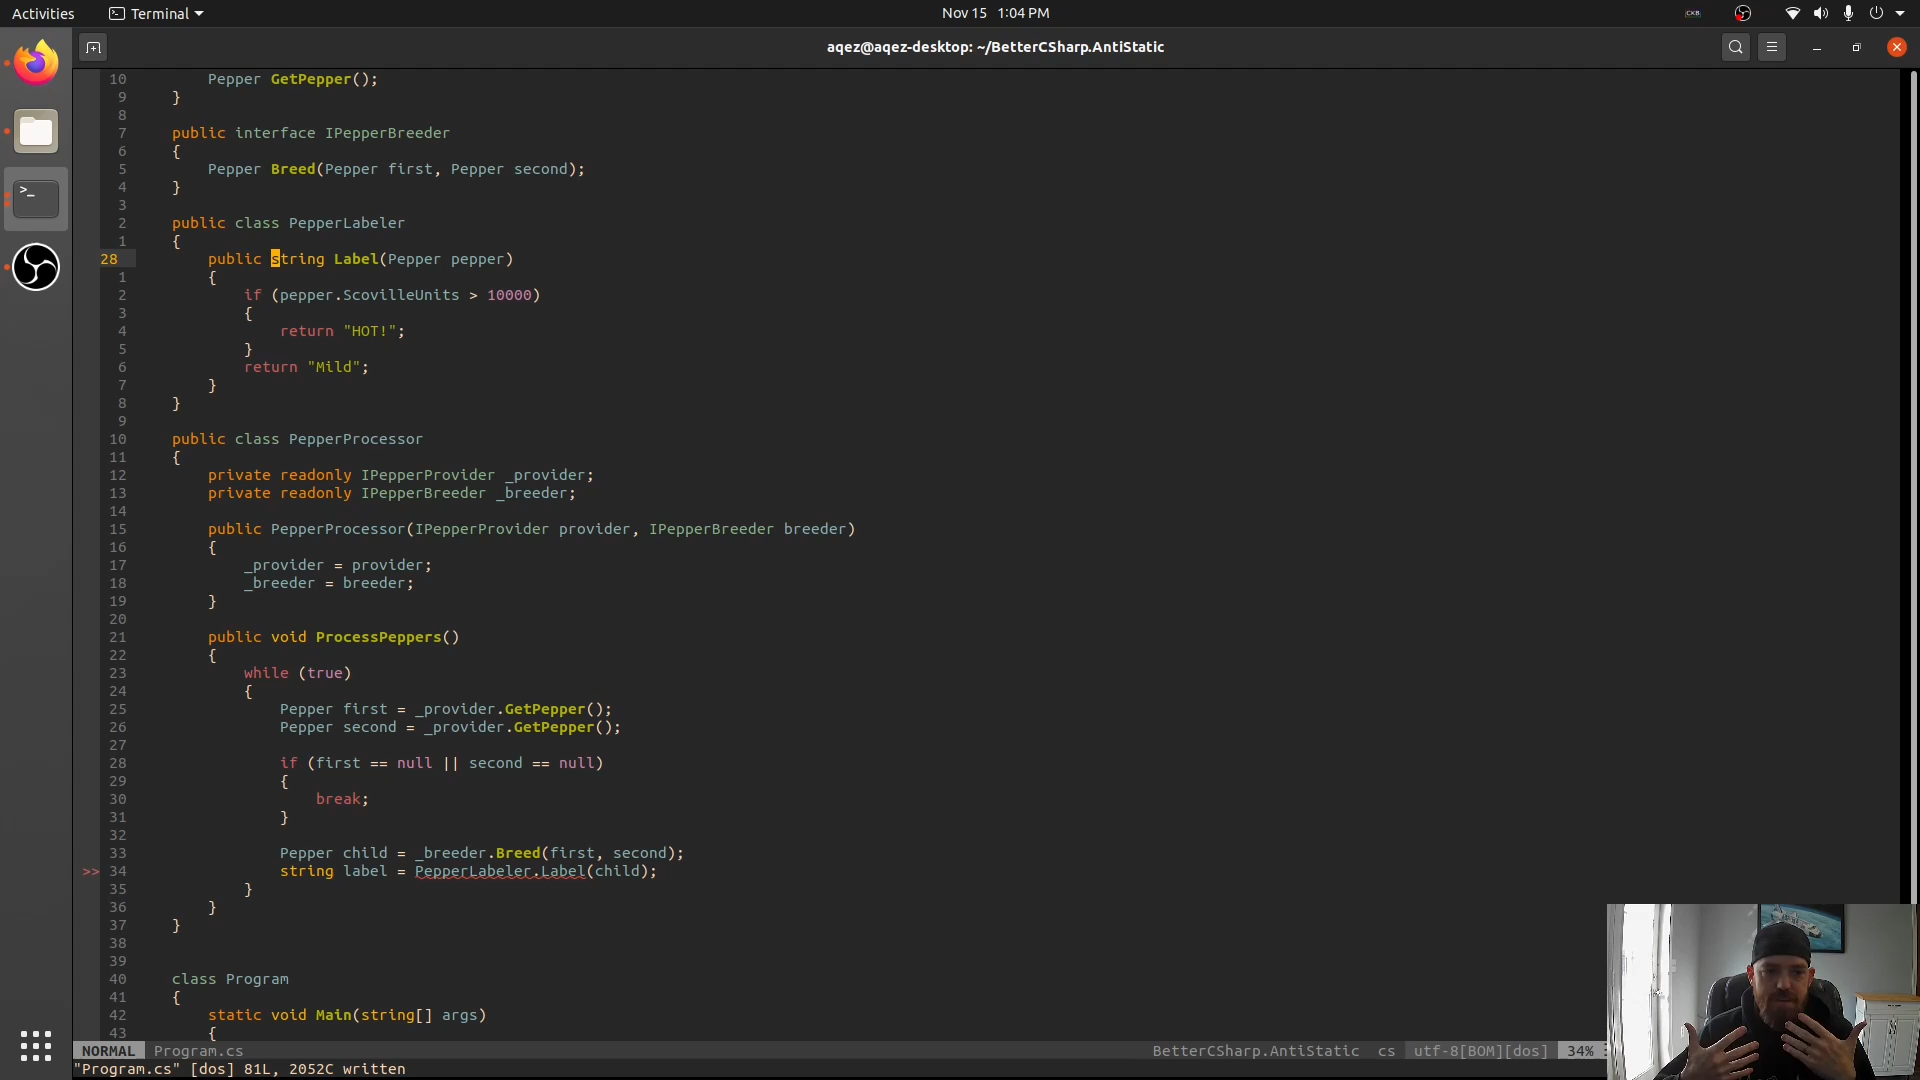 Activities
Terminal
Nov 15 1:04 PM
CKB
aqez@aqez-desktop: ~/BetterCSharp.AntiStatic
10 Pepper GetPepper();
9 }
8
7 public interface IPepperBreeder
6 {
5 Pepper Breed(Pepper first, Pepper second);
4 }
3
2 public class PepperLabeler
1 {
28 public string Label(Pepper pepper)
1 {
2 if (pepper.ScovilleUnits > 10000)
3 {
4 return "HOT!";
5 }
6 return "Mild";
7 }
8 }
9
10 public class PepperProcessor
11 {
12 private readonly IPepperProvider _provider;
13 private readonly IPepperBreeder _breeder;
14
15 public PepperProcessor(IPepperProvider provider, IPepperBreeder breeder)
16 {
17 _provider = provider;
18 _breeder = breeder;
19 }
20
21 public void ProcessPeppers()
22 {
23 while (true)
24 {
25 Pepper first = _provider.GetPepper();
26 Pepper second = _provider.GetPepper();
27
28 if (first == null || second == null)
29 {
30 break;
31 }
32
33 Pepper child = _breeder.Breed(first, second);
>> 34 string label = PepperLabeler.Label(child);
35 }
36 }
37 }
38
39
40 class Program
41 {
42 static void Main(string[] args)
43 {
NORMAL Program.cs BetterCSharp.AntiStatic cs utf-8[BOM][dos] 34%
"Program.cs" [dos] 81L, 2052C written